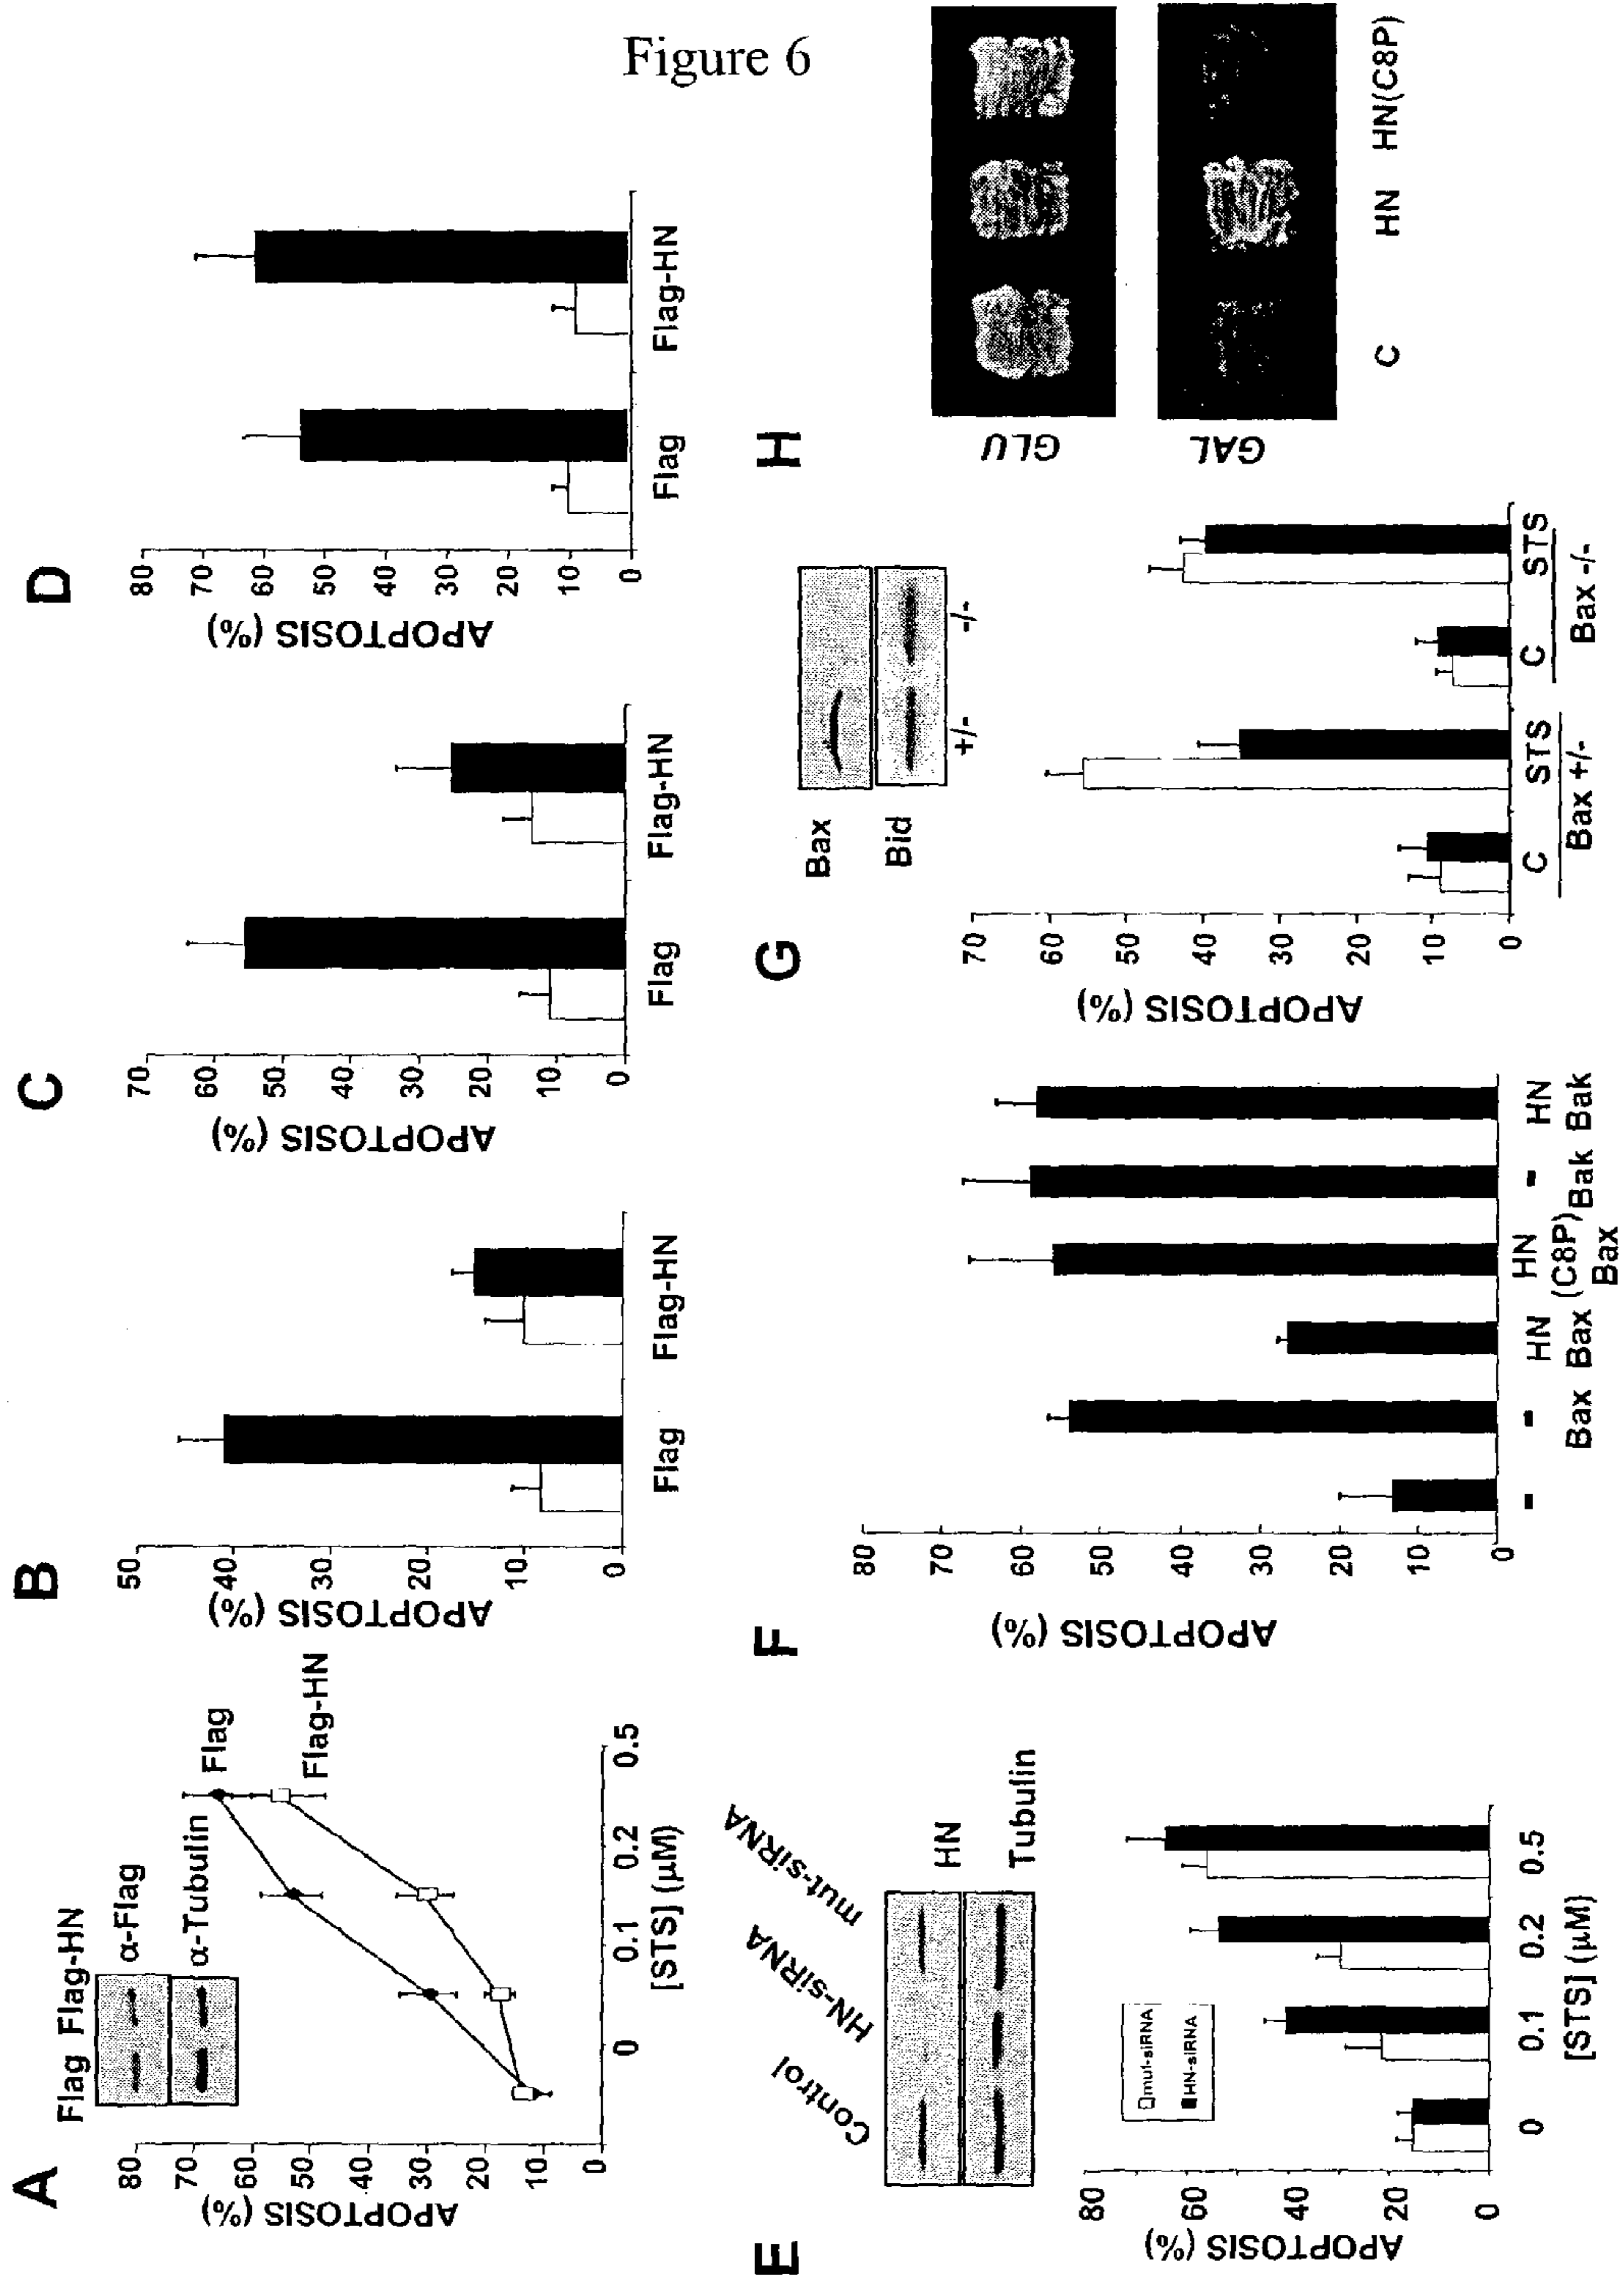 Figure 6
A
Flag Flag-HN
α-Flag
α-Tubulin
APOPTOSIS (%)
80
70
60
50
40
30
20
10
0
Flag
Flag-HN
0 0.1 0.2 0.5
[STS] (μM)
B
APOPTOSIS (%)
50
40
30
20
10
0
Flag Flag-HN
C
APOPTOSIS (%)
70
60
50
40
30
20
10
0
Flag Flag-HN
D
APOPTOSIS (%)
80
70
60
50
40
30
20
10
0
Flag Flag-HN
E
Control HN-siRNA mut-siRNA
HN
Tubulin
APOPTOSIS (%)
80
60
40
20
0
mut-siRNA
HN-siRNA
0 0.1 0.2 0.5
[STS] (μM)
F
APOPTOSIS (%)
80
70
60
50
40
30
20
10
0
- - HN HN - HN
Bax Bax (C8P) Bak Bak
Bax
G
Bax
Bid
+/- -/-
APOPTOSIS (%)
70
60
50
40
30
20
10
0
C STS C STS
Bax +/- Bax -/-
H
GLU
GAL
C HN HN(C8P)